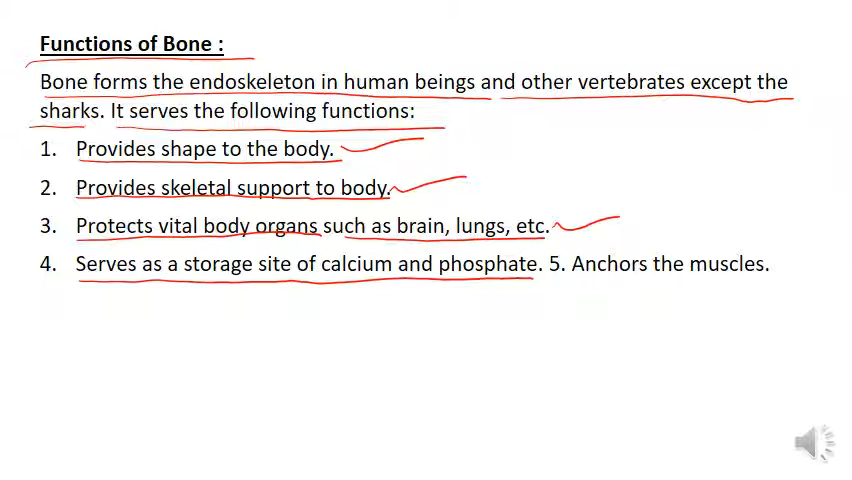 Functions of Bone :
Bone forms the endoskeleton in human beings and other vertebrates except the
sharks. It serves the following functions:
1. Provides shape to the body.
2. Provides skeletal support to body.
3. Protects vital body organs such as brain, lungs, etc.
4. Serves as a storage site of calcium and phosphate. 5. Anchors the muscles.